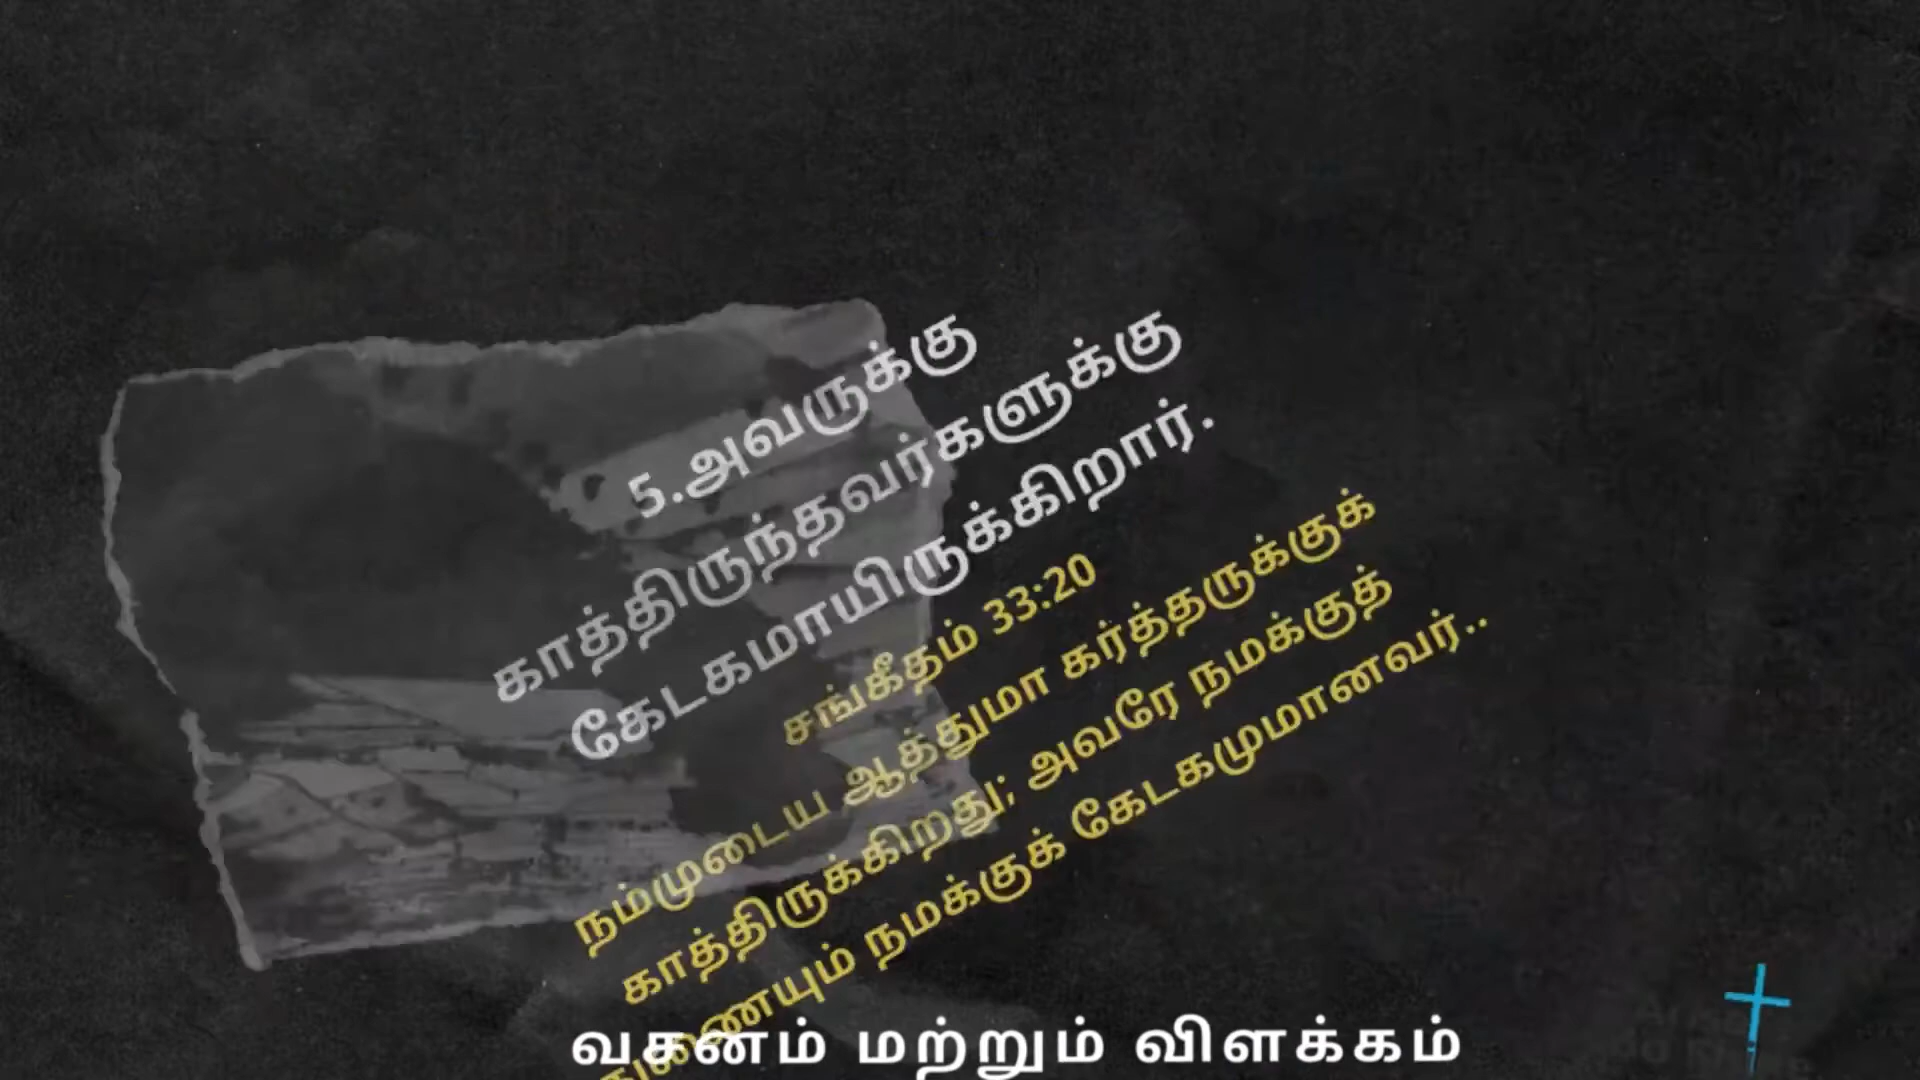 5.அவருக்கு
காத்திருந்தவர்களுக்கு
கேடகமாயிருக்கிறார்.
சங்கீதம் 33:20
நம்முடைய ஆத்துமா கர்த்தருக்குக்
காத்திருக்கிறது; அவரே நமக்குத்
நமக்குக் கேடகமுமானவர்..
வசனம் மற்றும் விளக்கம்